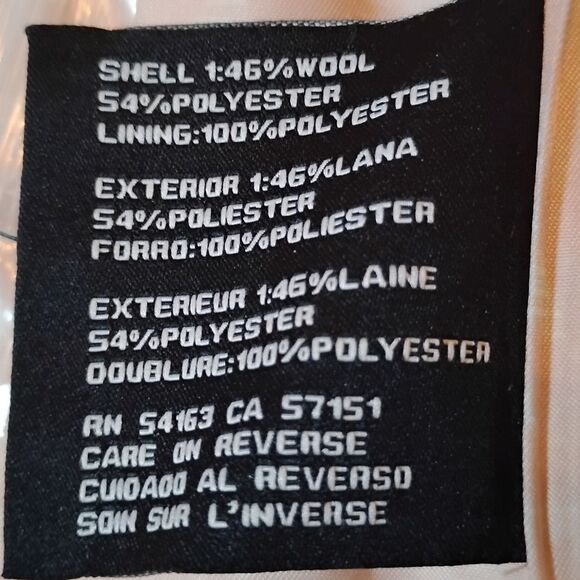 SHELL 1:46%WOOL
54%POLYESTER
LINING:100%POLYESTER
EXTERIOR 1:46%LANA
54%POLIESTER
FORRO:100%POLIESTER
EXTERIEUR 1:46%LAINE
54%POLYESTER
DOUBLURE:100%POLYESTER
RN 54163 CA 57151
CARE ON REVERSE
CUIDADO AL REVERSO
SOIN SUR L'INVERSE